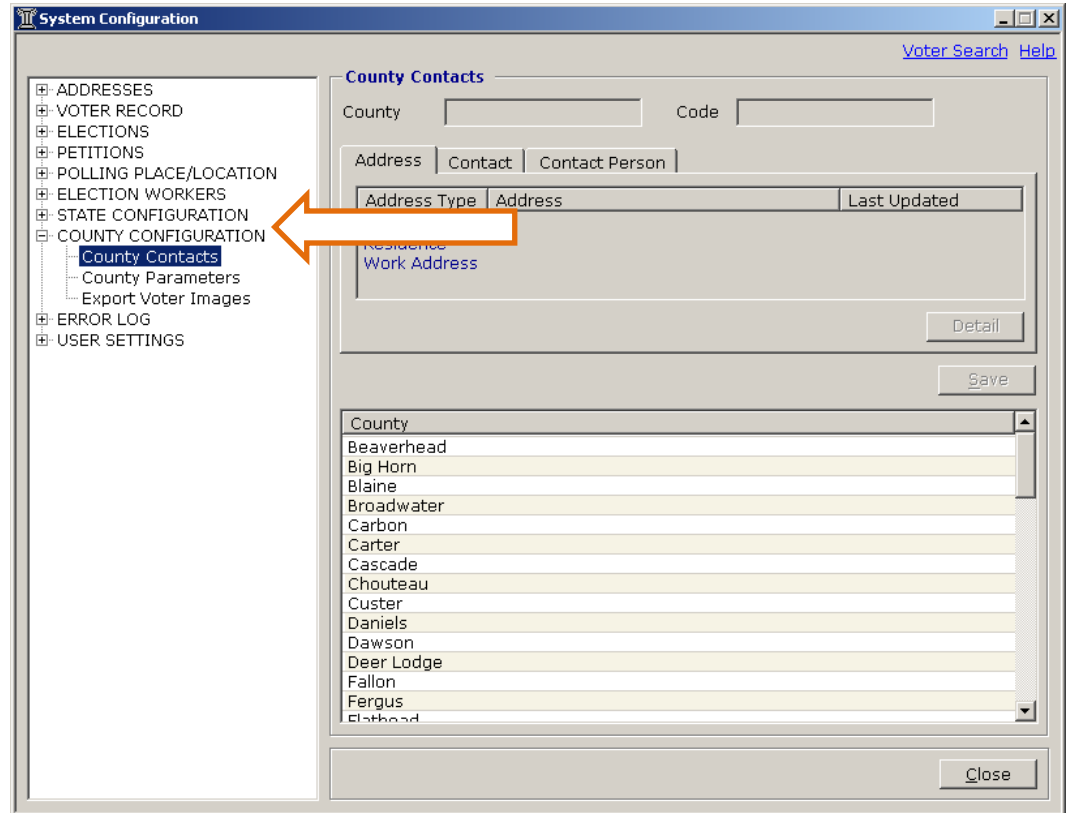 System Configuration
Voter Search Help
ADDRESSES
VOTER RECORD
ELECTIONS
PETITIONS
POLLING PLACE/LOCATION
ELECTION WORKERS
STATE CONFIGURATION
COUNTY CONFIGURATION
County Contacts
County Parameters
Export Voter Images
ERROR LOG
USER SETTINGS
County Contacts
County Code
Address Contact Contact Person
Address Type Address Last Updated
Residence
Work Address
Detail
Save
County
Beaverhead
Big Horn
Blaine
Broadwater
Carbon
Carter
Cascade
Chouteau
Custer
Daniels
Dawson
Deer Lodge
Fallon
Fergus
Flathead
Close